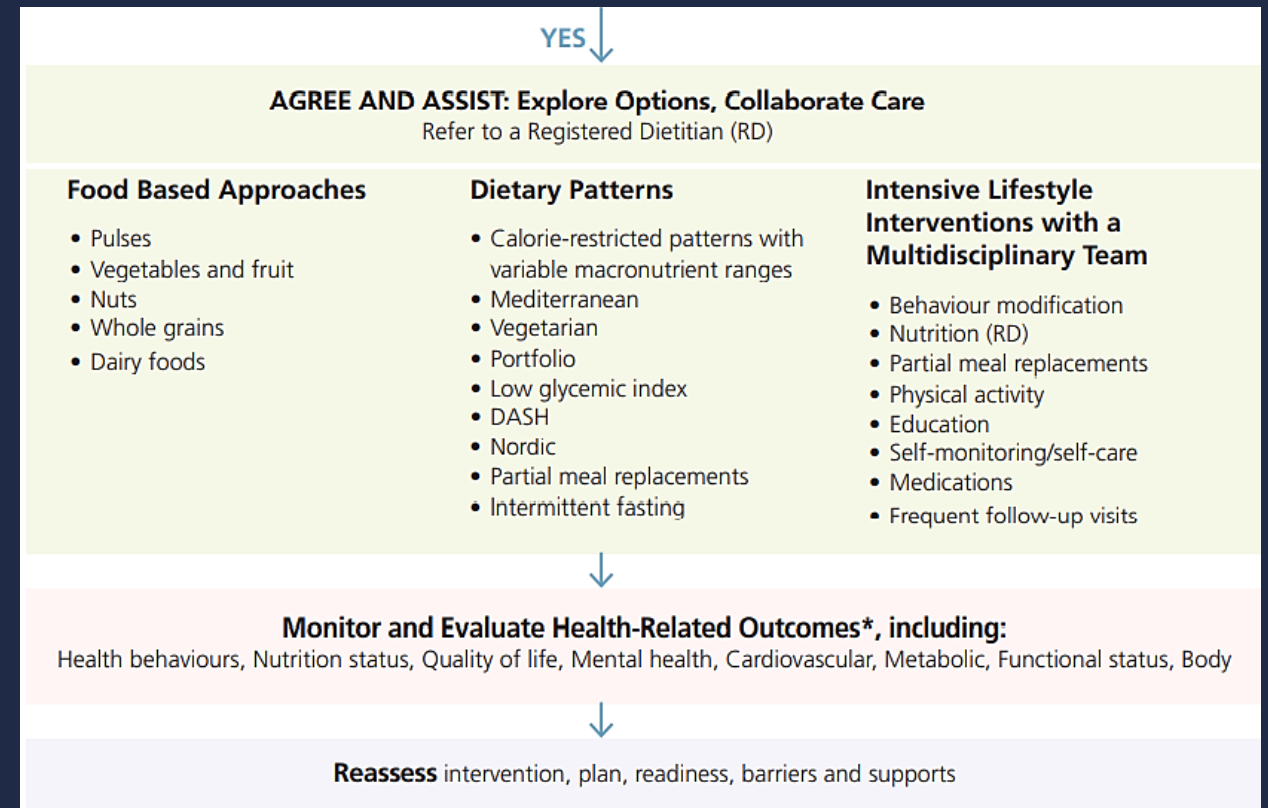 YES
AGREE AND ASSIST: Explore Options, Collaborate Care
Refer to a Registered Dietitian (RD)
Food Based Approaches
• Pulses
• Vegetables and fruit
• Nuts
• Whole grains
• Dairy foods
Dietary Patterns
• Calorie-restricted patterns with
variable macronutrient ranges
• Mediterranean
• Vegetarian
• Portfolio
• Low glycemic index
• DASH
• Nordic
• Partial meal replacements
• Intermittent fasting
Intensive Lifestyle
Interventions with a
Multidisciplinary Team
• Behaviour modification
• Nutrition (RD)
• Partial meal replacements
• Physical activity
• Education
• Self-monitoring/self-care
• Medications
• Frequent follow-up visits
Monitor and Evaluate Health-Related Outcomes*, including:
Health behaviours, Nutrition status, Quality of life, Mental health, Cardiovascular, Metabolic, Functional status, Body
Reassess intervention, plan, readiness, barriers and supports